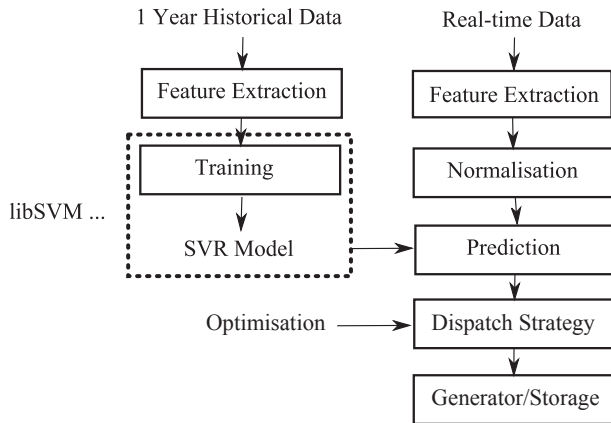 1 Year Historical Data
Feature Extraction
Training
libSVM ...
SVR Model
Optimisation
Real-time Data
Feature Extraction
Normalisation
Prediction
Dispatch Strategy
Generator/Storage